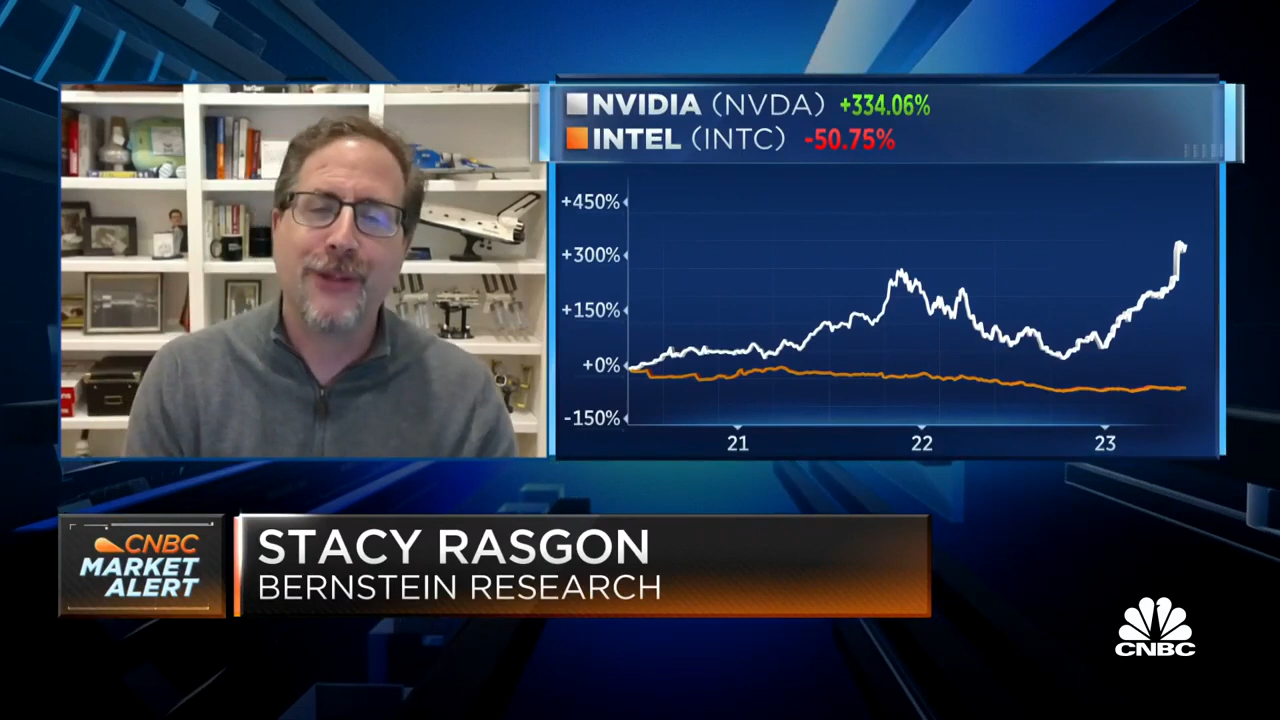 NVIDIA (NVDA) +334.06%
INTEL (INTC) -50.75%
+450%
+300%
+150%
+0%
-150%
21 22 23
CNBC
MARKET
ALERT
STACY RASGON
BERNSTEIN RESEARCH
CNBC